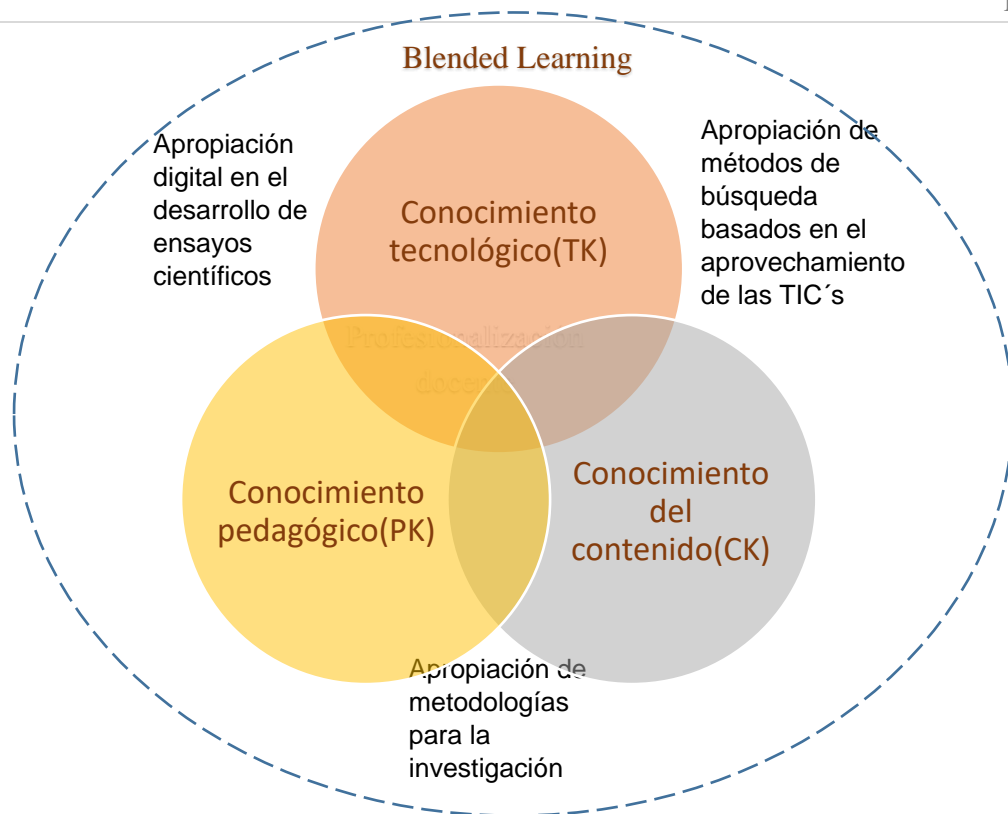 Blended Learning
Apropiación
digital en el
desarrollo de
ensayos
científicos
Apropiación de
métodos de
búsqueda
basados en el
aprovechamiento
de las TIC´s
Conocimiento
tecnológico(TK)
Profesionalización
Conocimiento
pedagógico(PK)
Conocimiento
del
contenido(CK)
Apropiación de
metodologías
para la
investigación